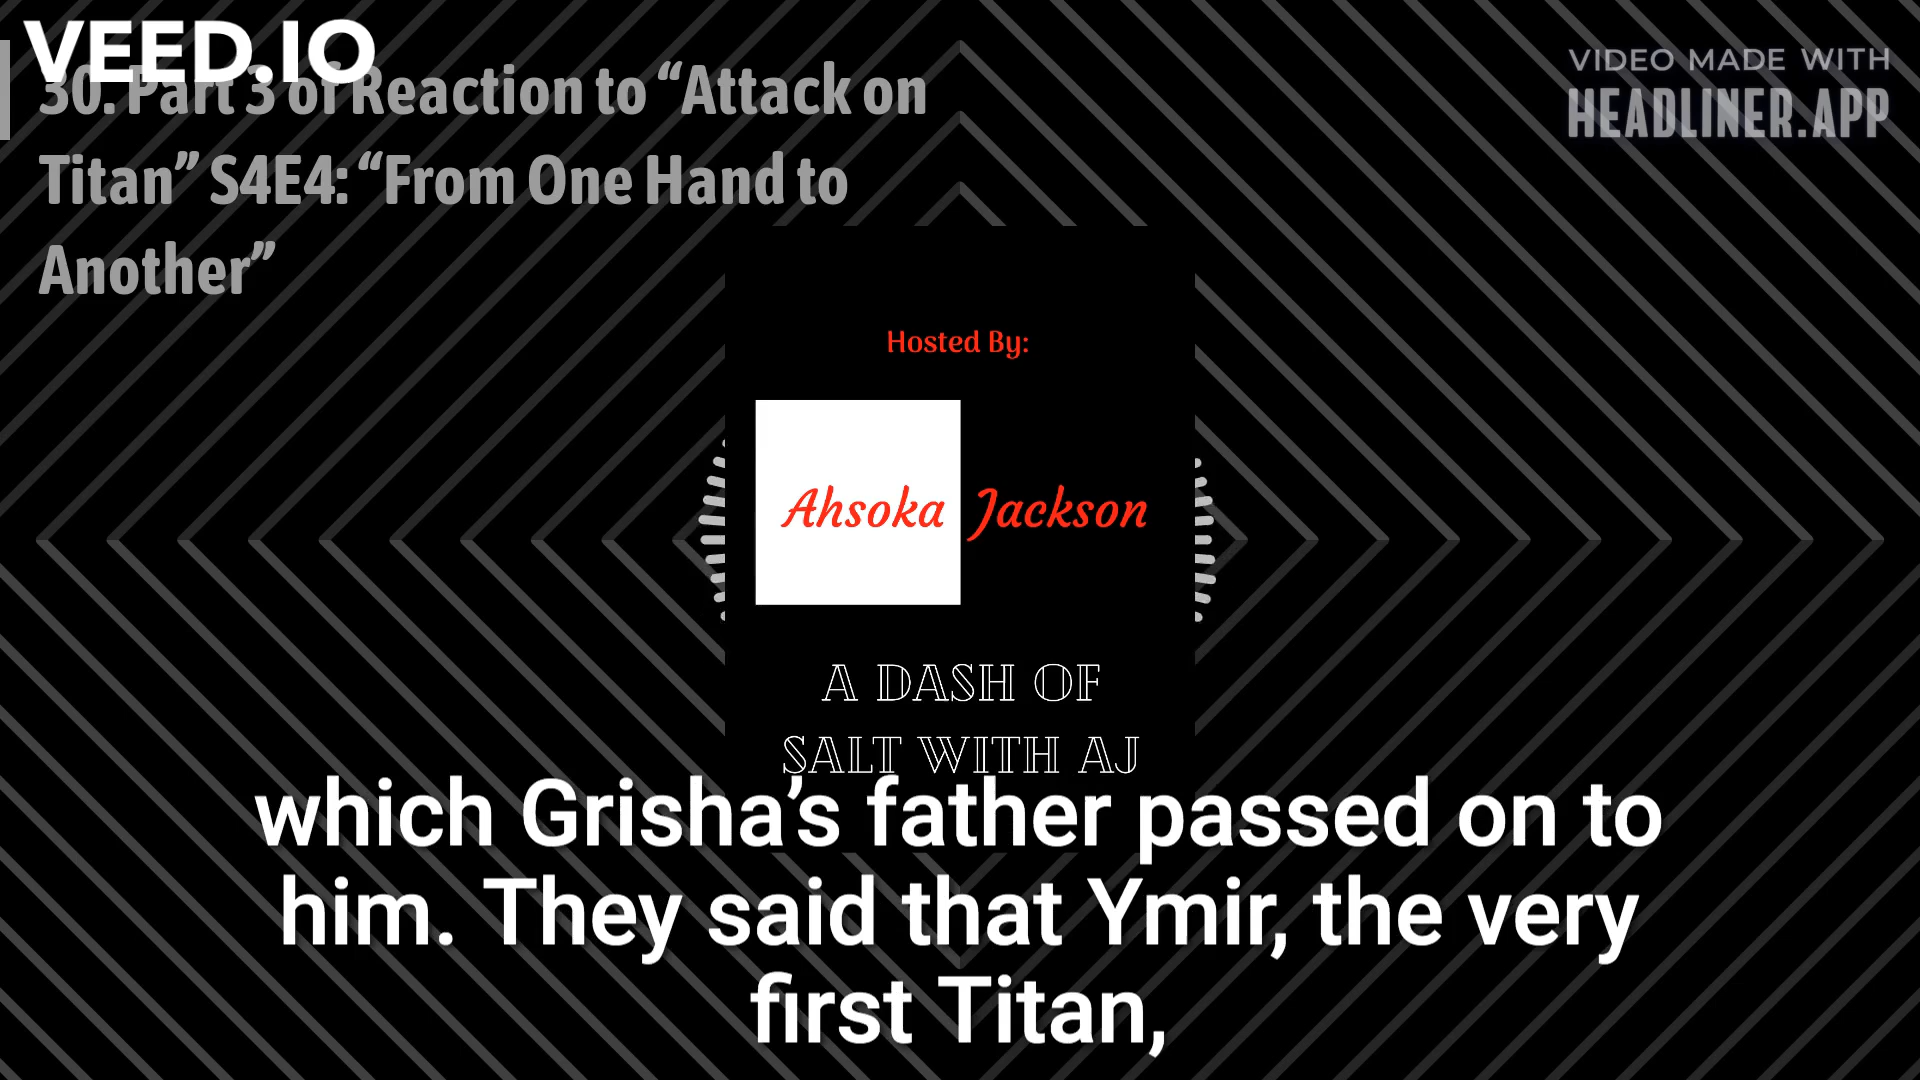 VEED.IO
30. Part 3 of Reaction to “Attack on
Titan” S4E4: “From One Hand to
Another”
VIDEO MADE WITH
HEADLINER.APP
Hosted By:
Ahsoka Jackson
A DASH OF
SALT WITH AJ
which Grisha’s father passed on to
him. They said that Ymir, the very
first Titan,